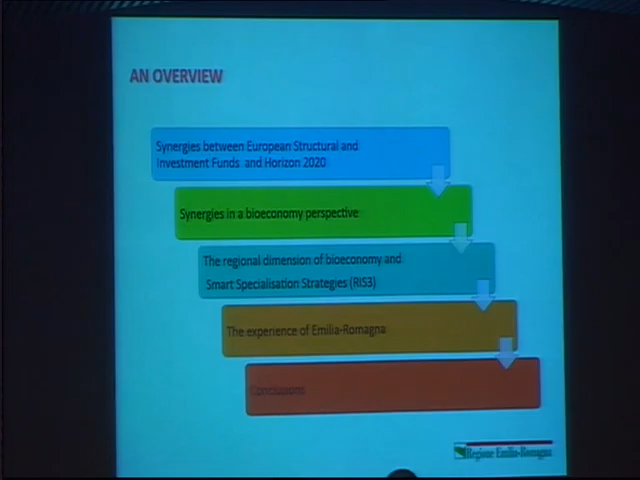 AN OVERVIEW
Synergies between European Structural and
Investment Funds and Horizon 2020
Synergies in a bioeconomy perspective
The regional dimension of bioeconomy and
Smart Specialisation Strategies (RIS3)
The experience of Emilia-Romagna
Conclusions
Regione Emilia-Romagna